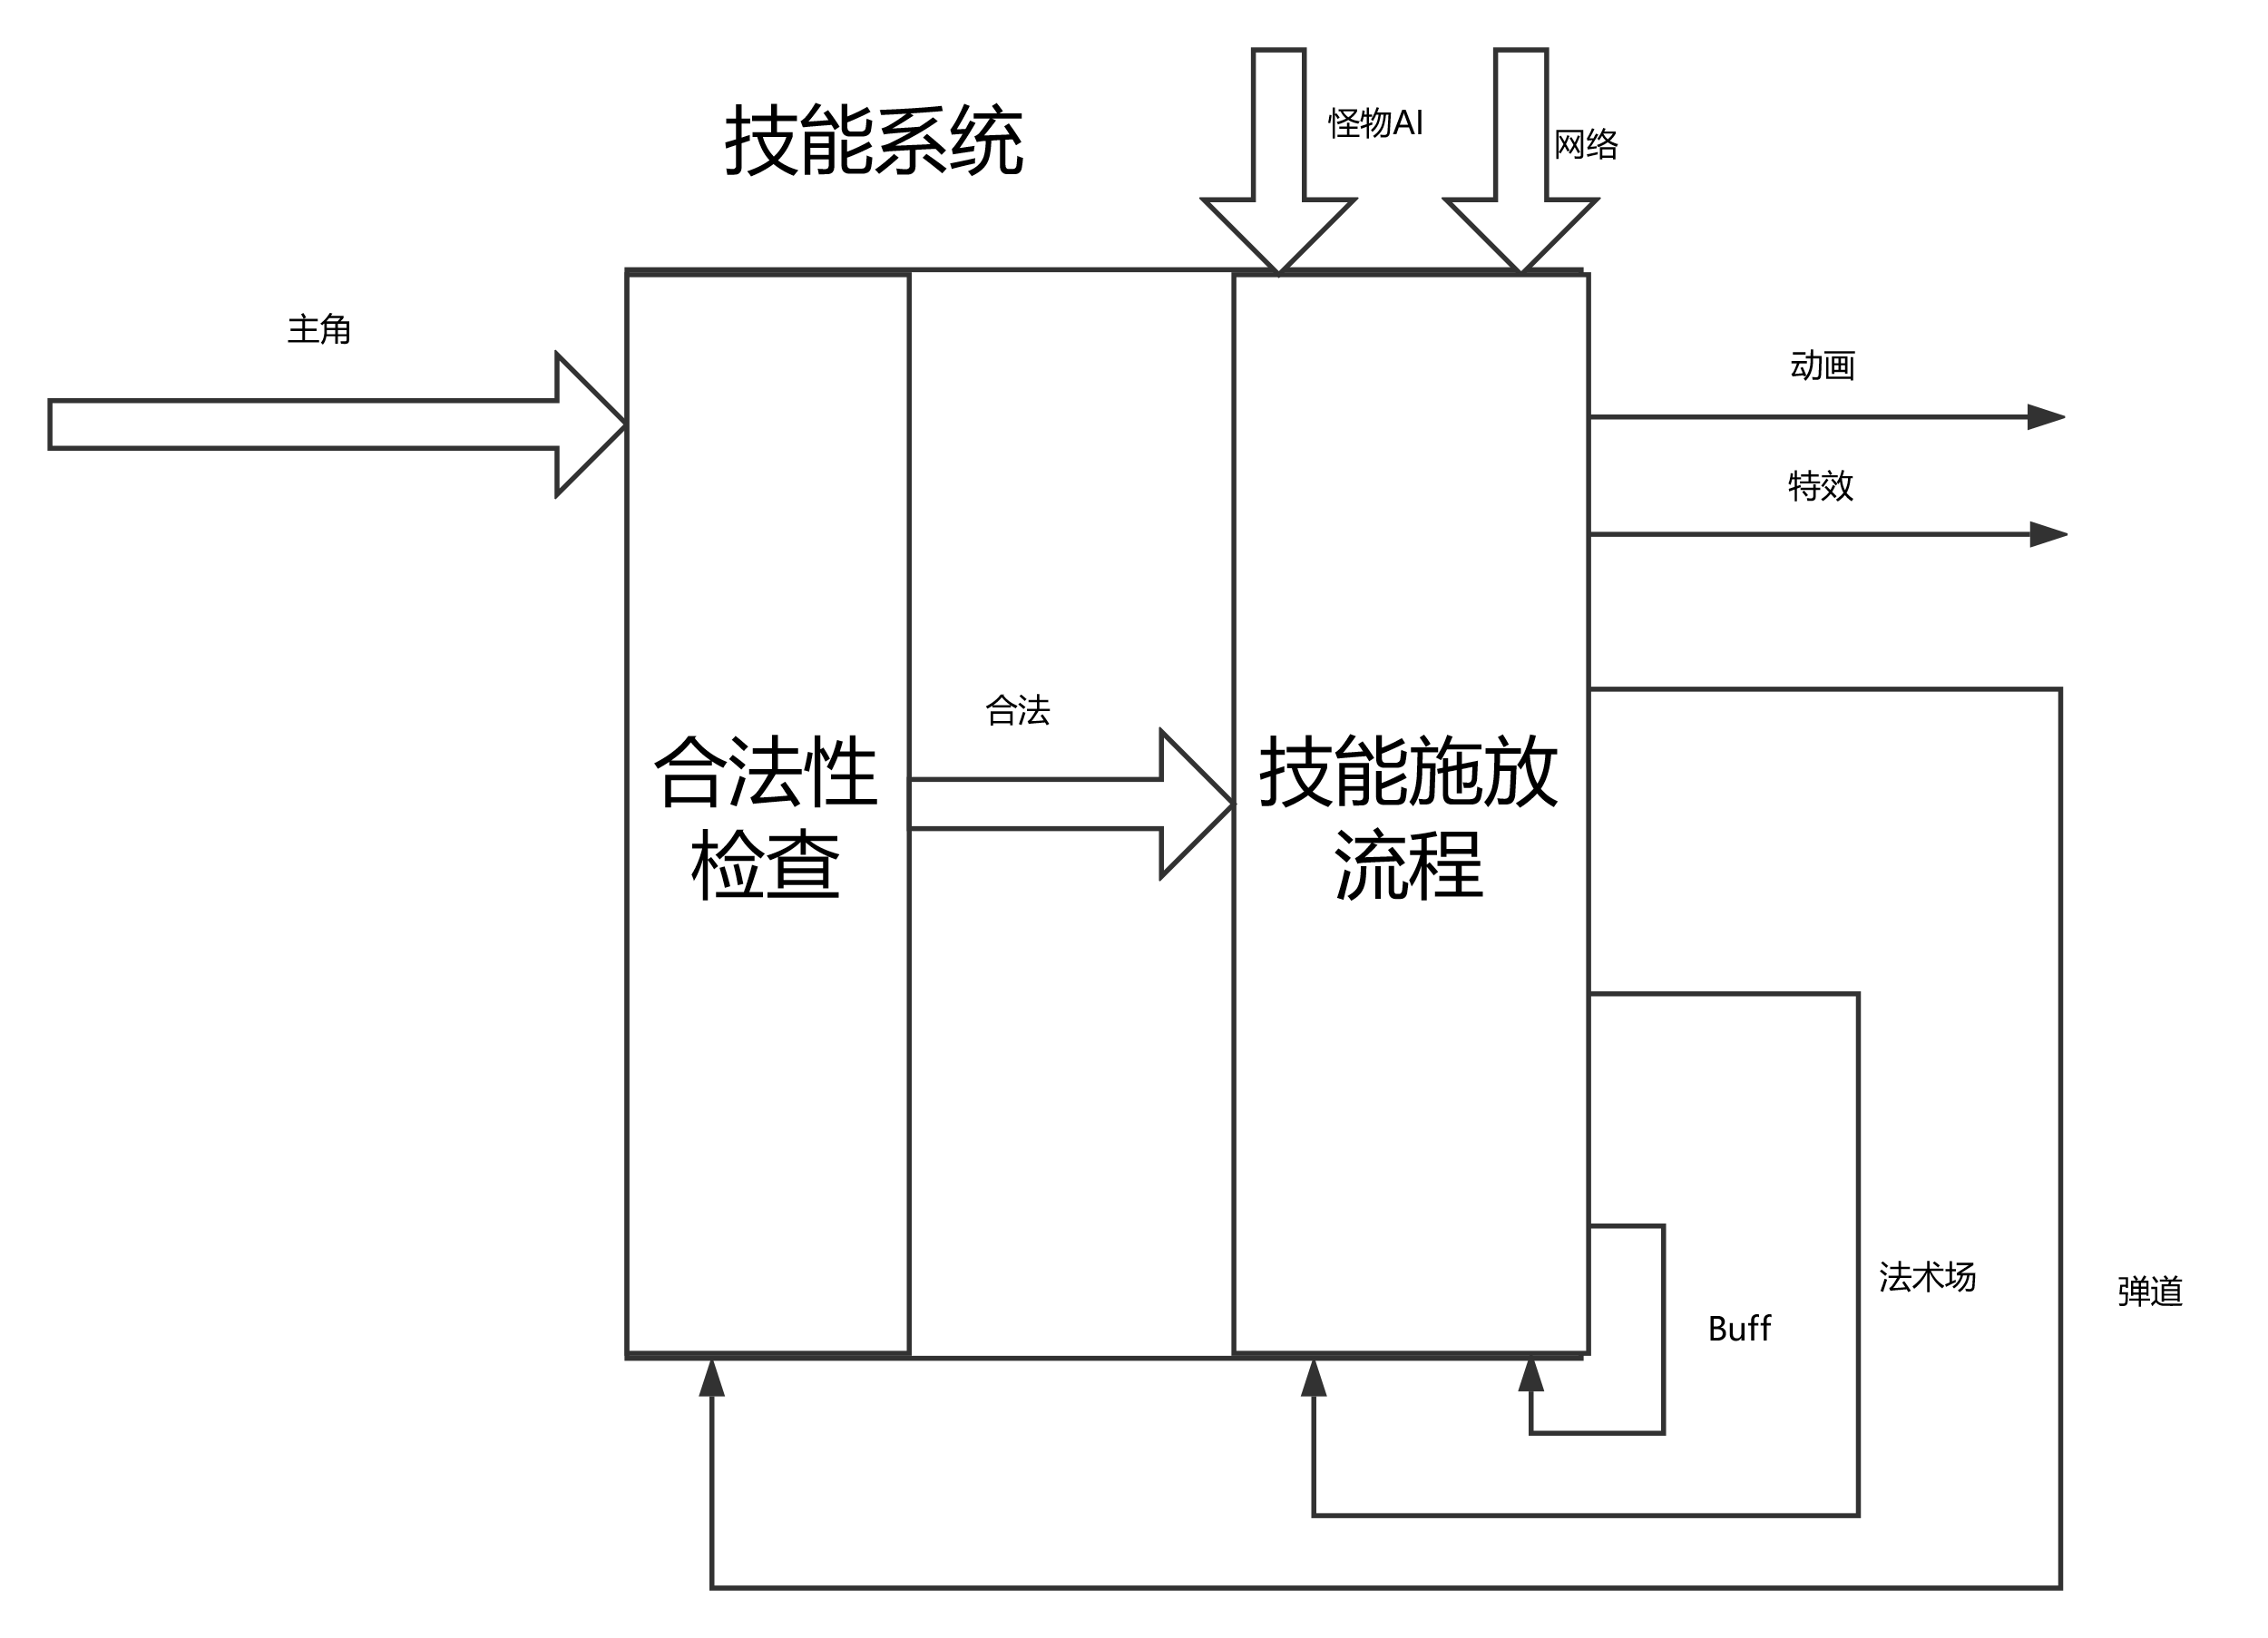 技能系统
怪物AI
网络
主角
动画
特效
合法
合法性
检查
技能施放
流程
法术场
弹道
Buff